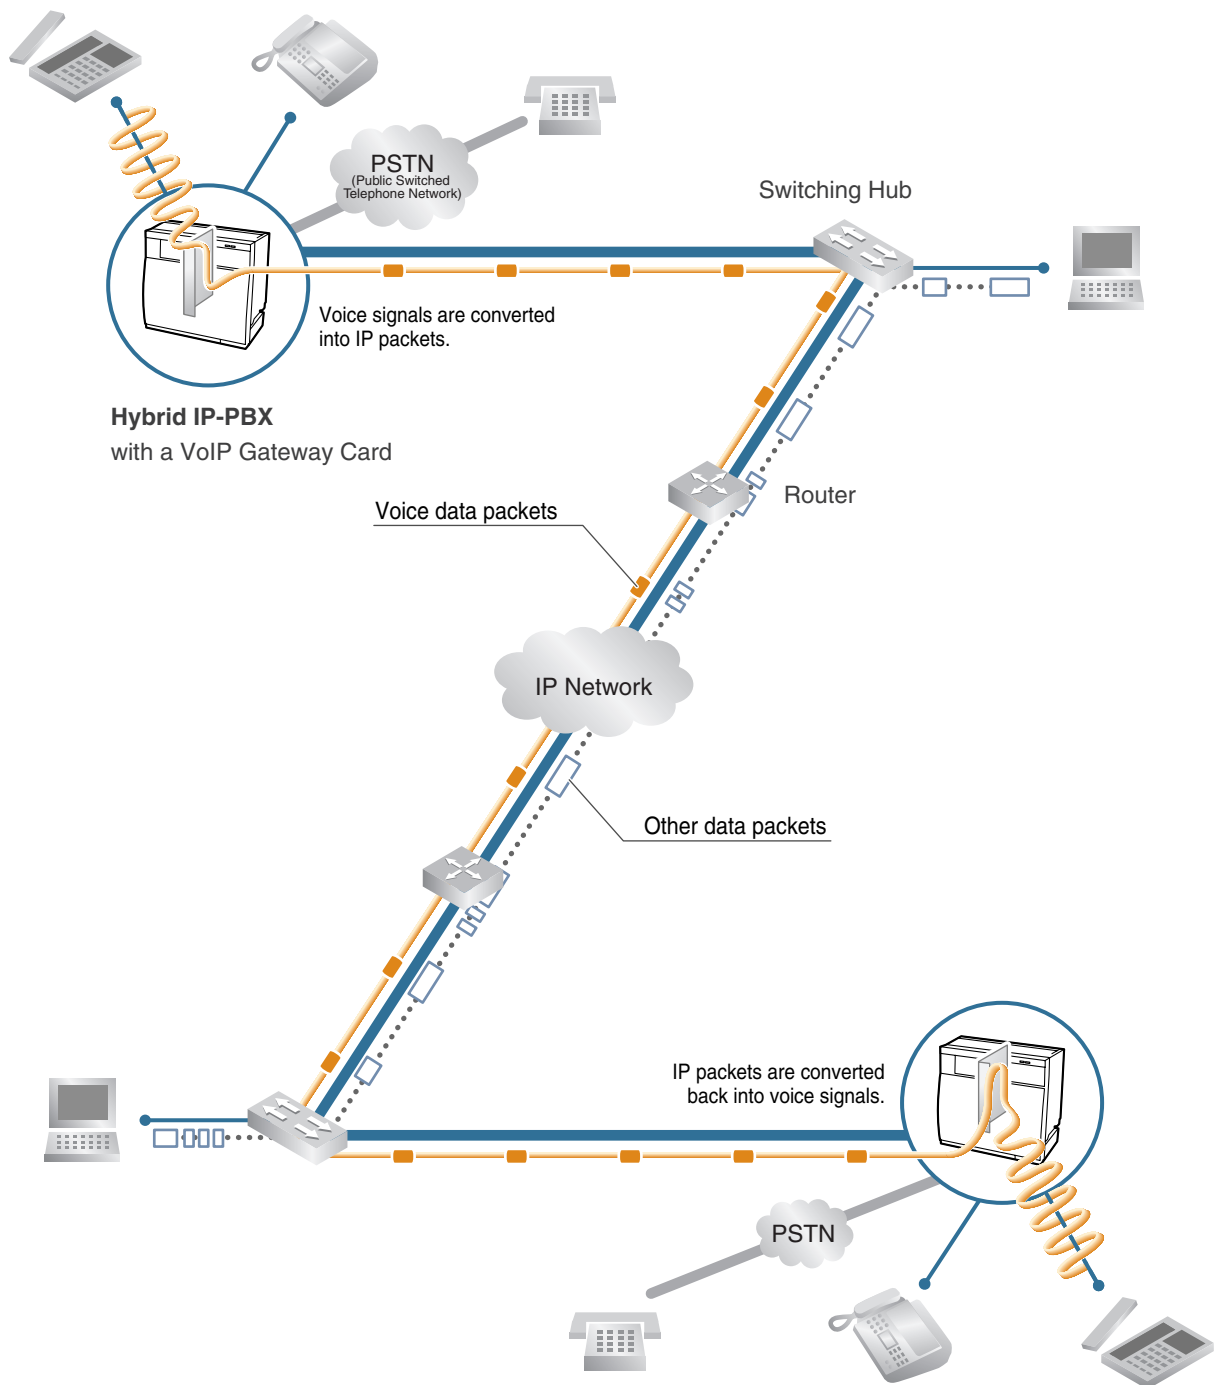 PSTN
(Public Switched
Telephone Network)
Switching Hub
Voice signals are converted
into IP packets.
Hybrid IP-PBX
with a VoIP Gateway Card
Router
Voice data packets
IP Network
Other data packets
IP packets are converted
back into voice signals.
PSTN